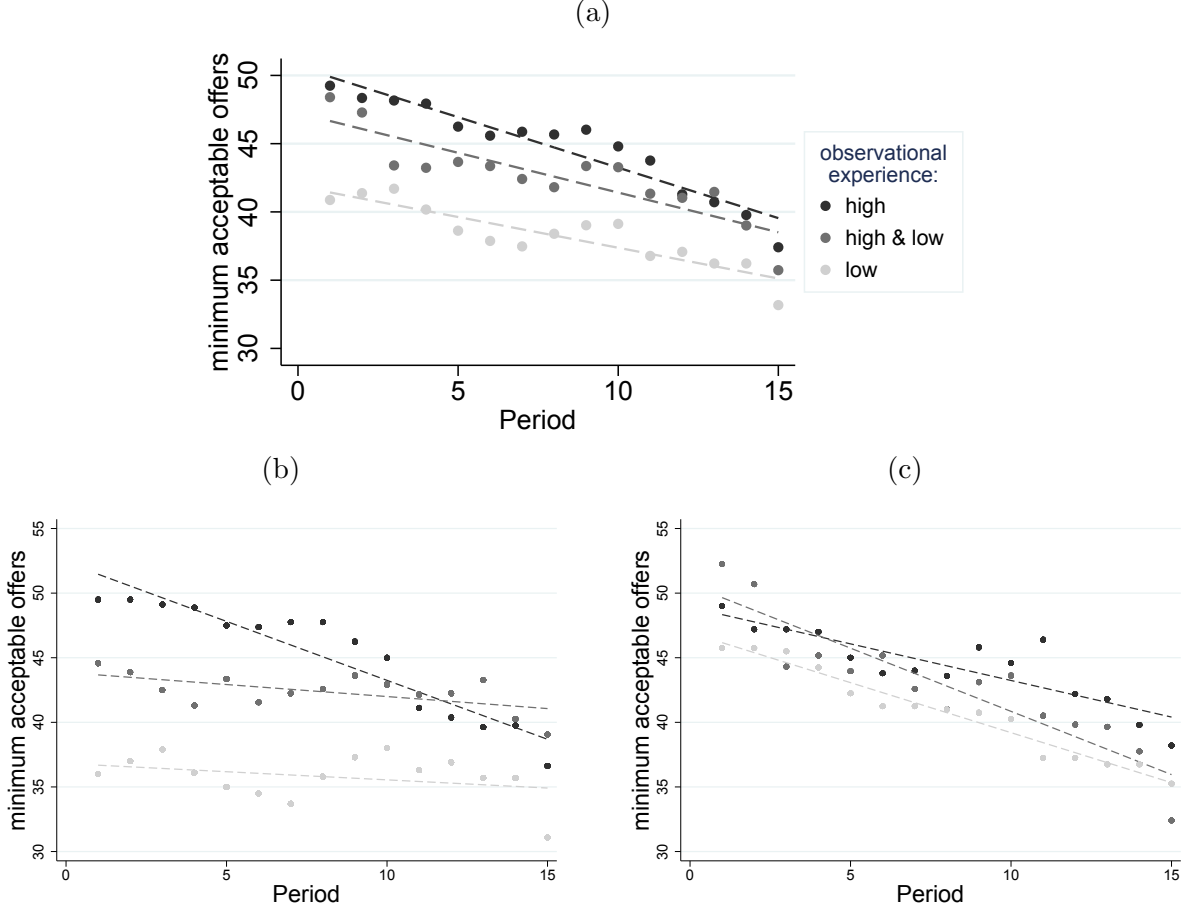 (a)
minimum acceptable offers
50
45
40
35
30
0 5 10 15
Period
observational
experience:
high
high & low
low
(b)
minimum acceptable offers
55
50
45
40
35
30
0 5 10 15
Period
(c)
minimum acceptable offers
55
50
45
40
35
30
0 5 10 15
Period